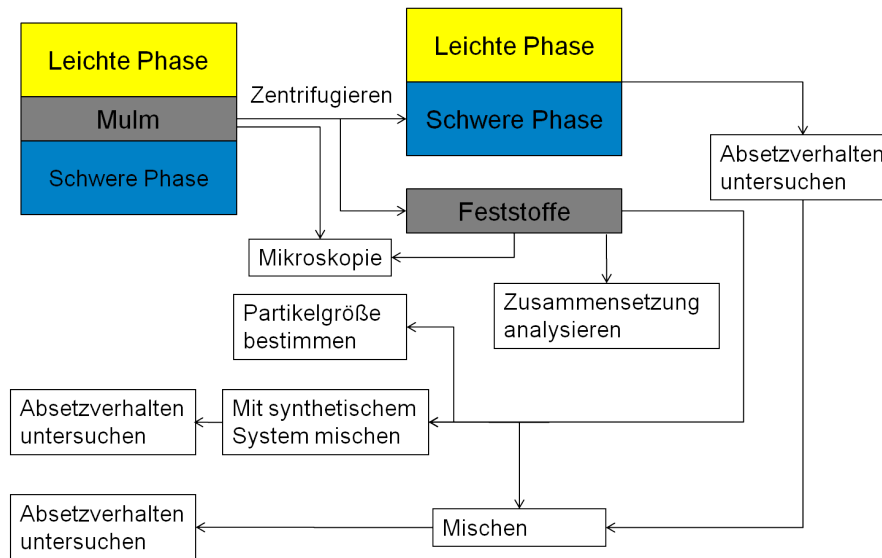 Leichte Phase
Mulm
Schwere Phase
Zentrifugieren
Leichte Phase
Schwere Phase
Absetzverhalten
untersuchen
Feststoffe
Mikroskopie
Zusammensetzung
analysieren
Partikelgröße
bestimmen
Absetzverhalten
untersuchen
Mit synthetischem
System mischen
Absetzverhalten
untersuchen
Mischen